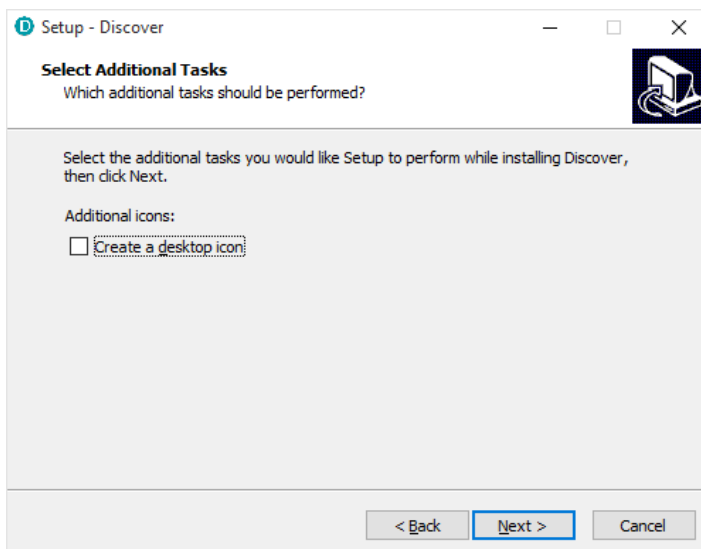 Setup - Discover
Select Additional Tasks
Which additional tasks should be performed?
Select the additional tasks you would like Setup to perform while installing Discover,
then click Next.
Additional icons:
Create a desktop icon
< Back Next > Cancel